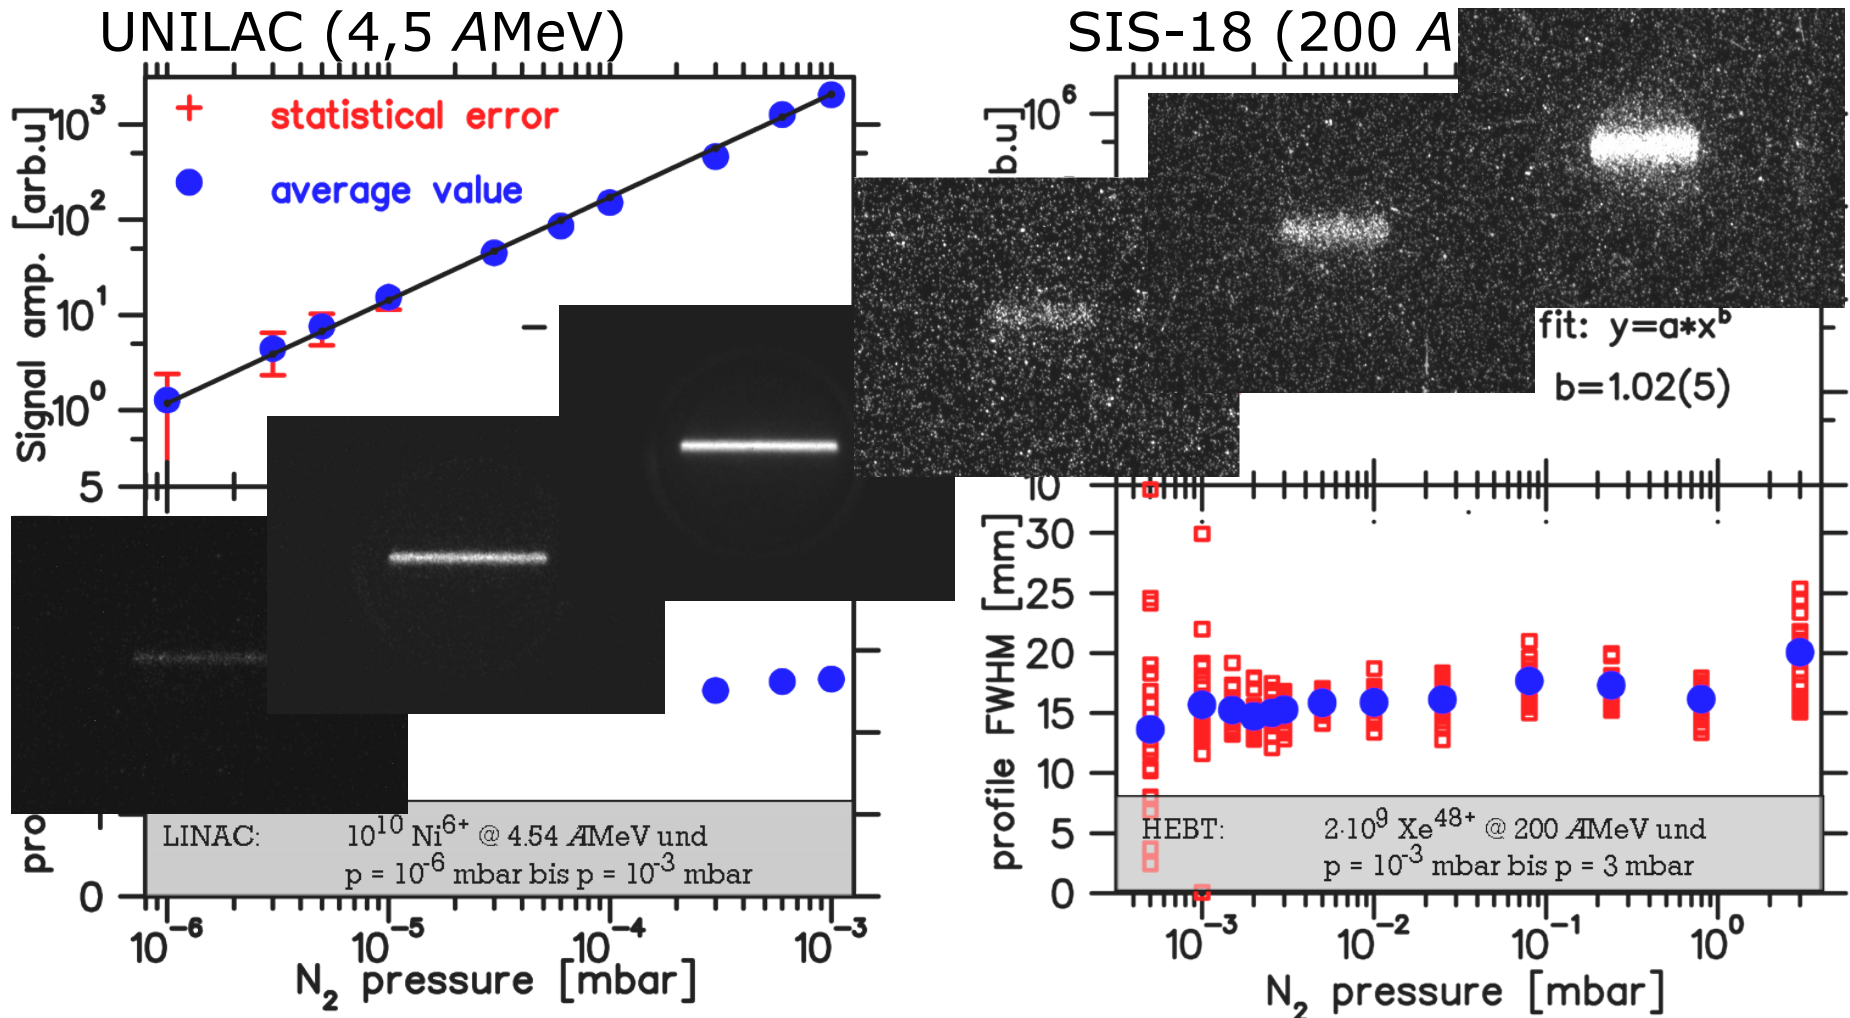 UNILAC (4,5 AMeV)
10³
10²
10¹
10⁰
Signal amp. [arb.u]
+ statistical error
average value
5
pro
0
LINAC: 10¹⁰ Ni⁶⁺ @ 4.54 AMeV und
p = 10⁻⁶ mbar bis p = 10⁻³ mbar
10⁻⁶ 10⁻⁵ 10⁻⁴ 10⁻³
N₂ pressure [mbar]
SIS-18 (200 A
10⁶
b.u]
fit: y=a*xᵇ
b=1.02(5)
profile FWHM [mm]
30
25
20
15
10
5
0
HEBT: 2·10⁹ Xe⁴⁸⁺ @ 200 AMeV und
p = 10⁻³ mbar bis p = 3 mbar
10⁻³ 10⁻² 10⁻¹ 10⁰
N₂ pressure [mbar]